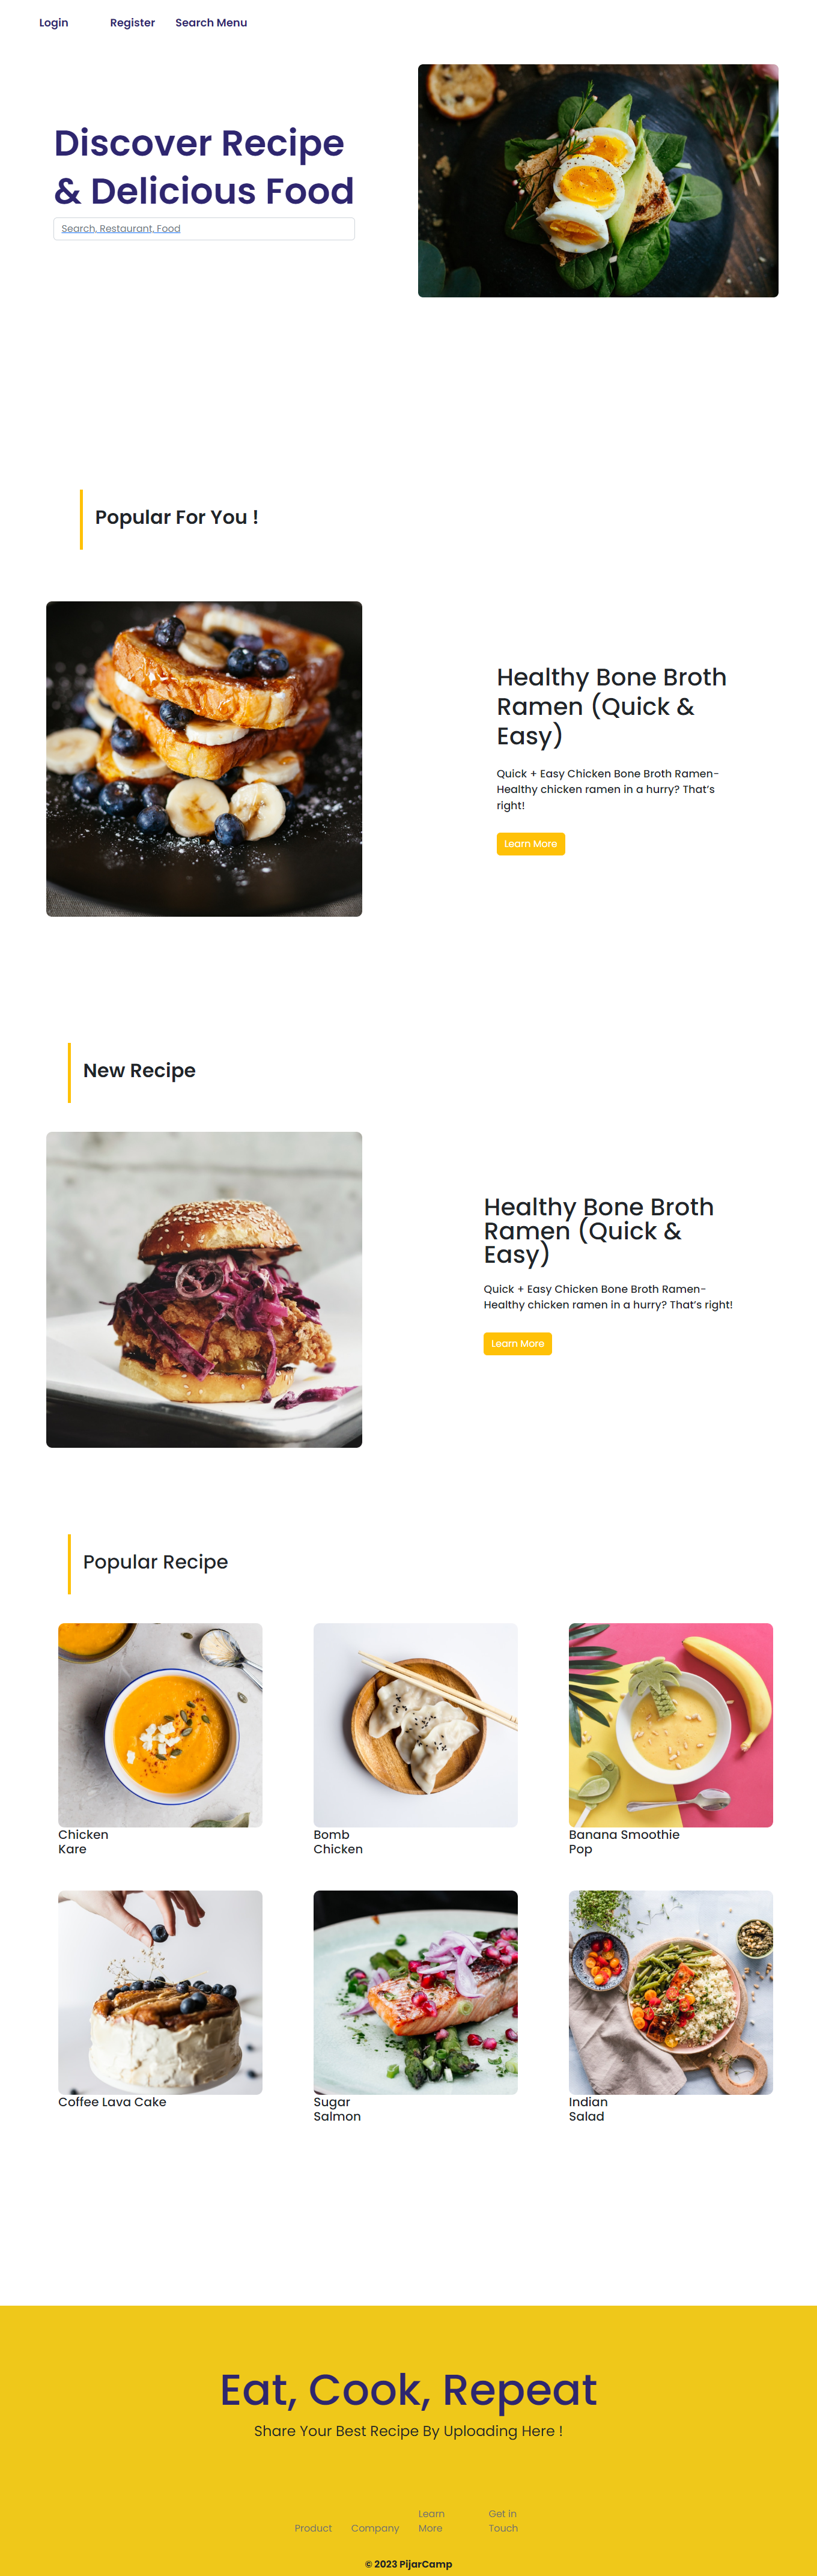 Login Register Search Menu
Discover Recipe
& Delicious Food
Search, Restaurant, Food
Popular For You !
Healthy Bone Broth
Ramen (Quick &
Easy)
Quick + Easy Chicken Bone Broth Ramen-
Healthy chicken ramen in a hurry? That’s
right!
Learn More
New Recipe
Healthy Bone Broth
Ramen (Quick &
Easy)
Quick + Easy Chicken Bone Broth Ramen-
Healthy chicken ramen in a hurry? That’s right!
Learn More
Popular Recipe
Chicken
Kare
Bomb
Chicken
Banana Smoothie
Pop
Coffee Lava Cake
Sugar
Salmon
Indian
Salad
Eat, Cook, Repeat
Share Your Best Recipe By Uploading Here !
Product
Company
Learn
More
Get in
Touch
© 2023 PijarCamp